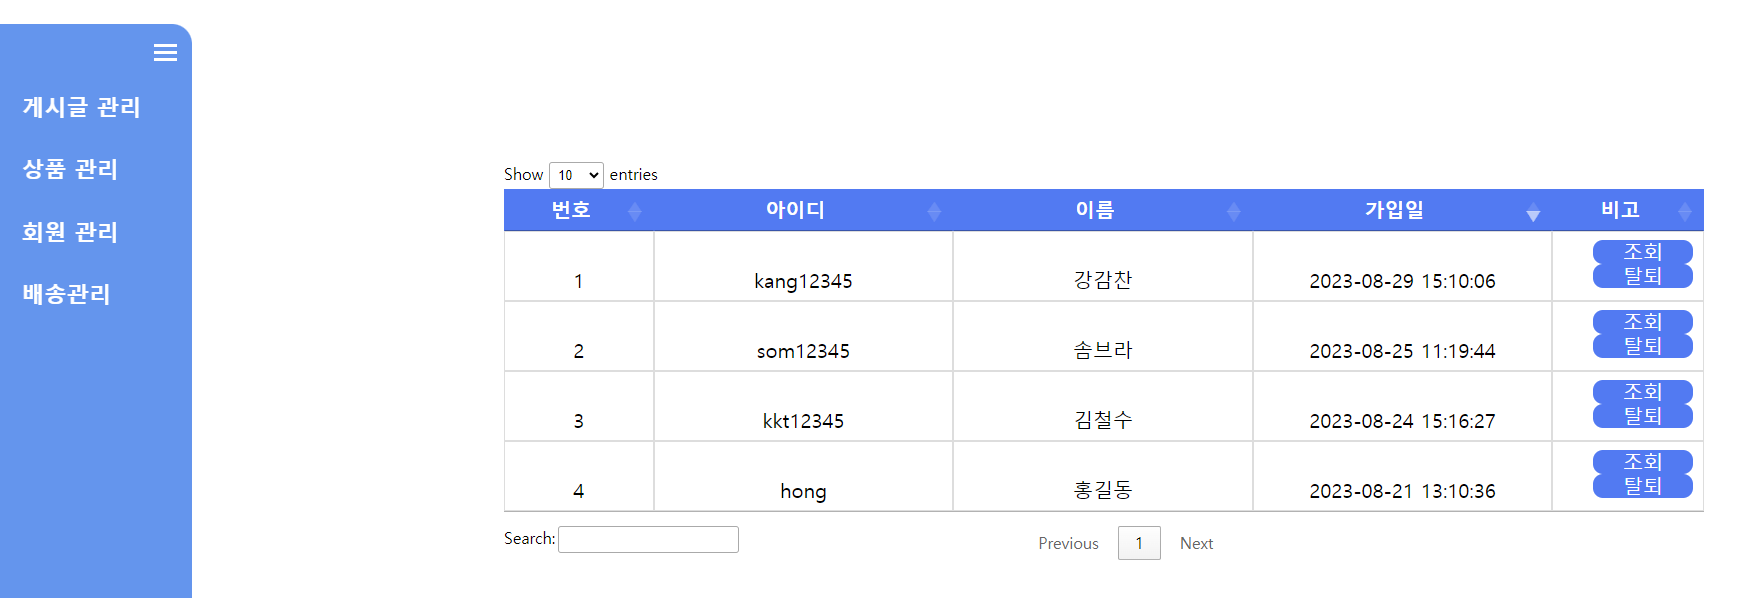 게시글 관리
상품 관리
회원 관리
배송관리
Show 10 entries
번호 아이디 이름 가입일 비고
1 kang12345 강감찬 2023-08-29 15:10:06 조회 탈퇴
2 som12345 솜브라 2023-08-25 11:19:44 조회 탈퇴
3 kkt12345 김철수 2023-08-24 15:16:27 조회 탈퇴
4 hong 홍길동 2023-08-21 13:10:36 조회 탈퇴
Search: Previous 1 Next